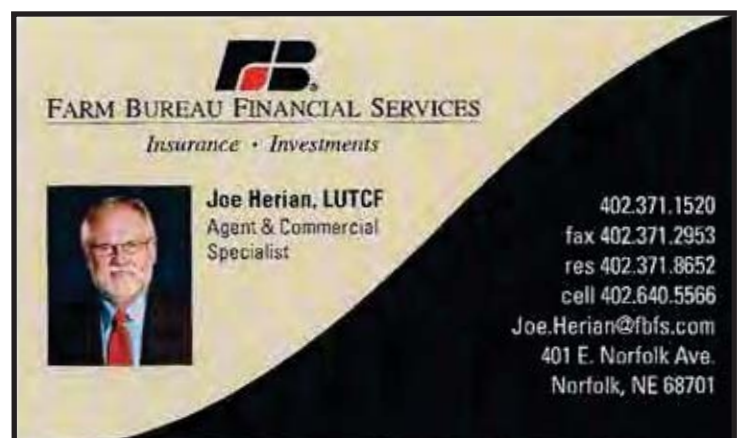 FB®
FARM BUREAU FINANCIAL SERVICES
Insurance · Investments
Joe Herian, LUTCF
Agent & Commercial
Specialist
402.371.1520
fax 402.371.2953
res 402.371.8652
cell 402.640.5566
Joe.Herian@fbfs.com
401 E. Norfolk Ave.
Norfolk, NE 68701